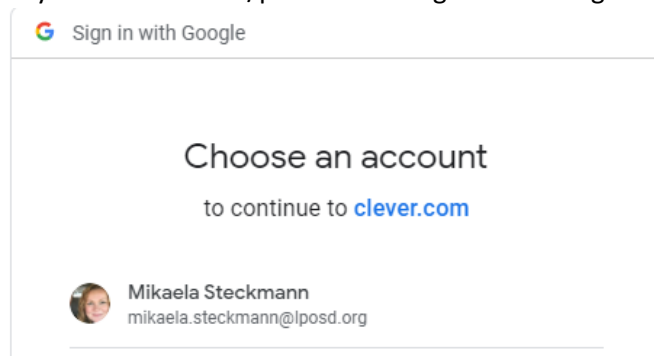 Sign in with Google
Choose an account
to continue to clever.com
Mikaela Steckmann
mikaela.steckmann@lposd.org